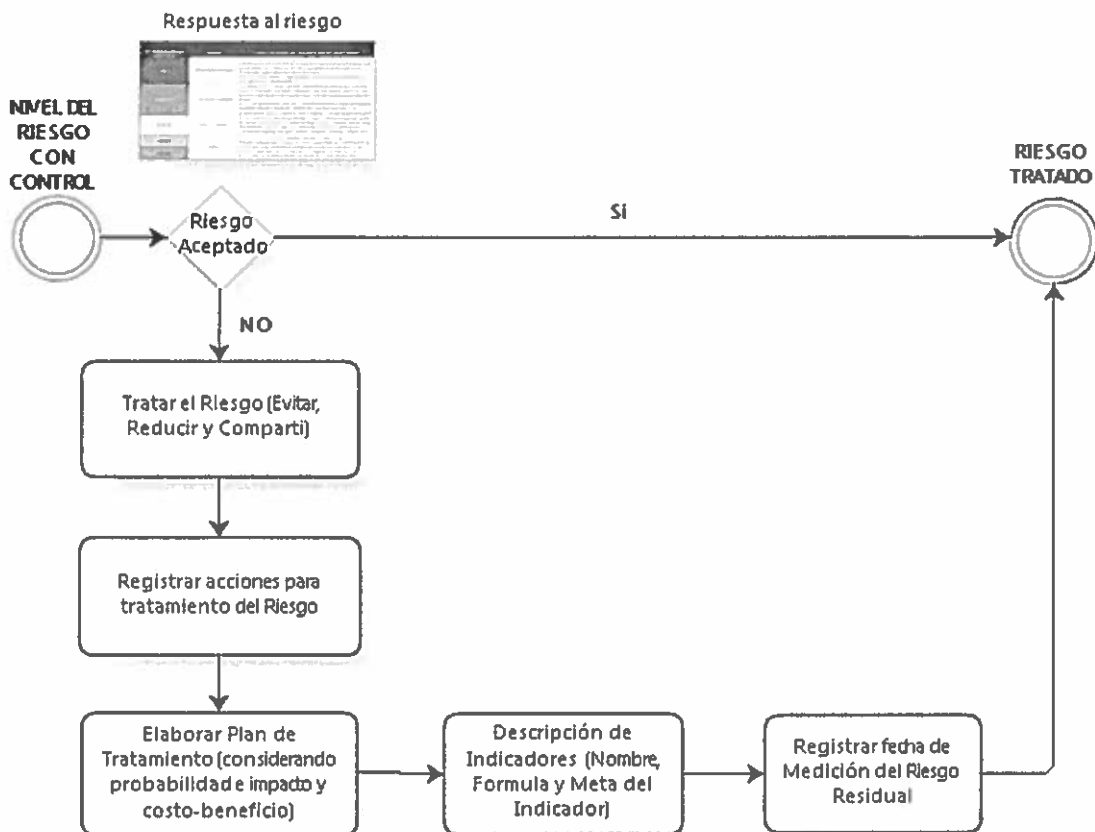 Respuesta al riesgo
NIVEL DEL
RIESGO
CON
CONTROL
RIESGO
TRATADO
Riesgo
Aceptado
Si
NO
Tratar el Riesgo (Evitar,
Reducir y Comparti)
Registrar acciones para
tratamiento del Riesgo
Elaborar Plan de
Tratamiento (considerando
probabilidad e impacto y
costo-beneficio)
Descripción de
Indicadores (Nombre,
Formula y Meta del
Indicador)
Registrar fecha de
Medición del Riesgo
Residual